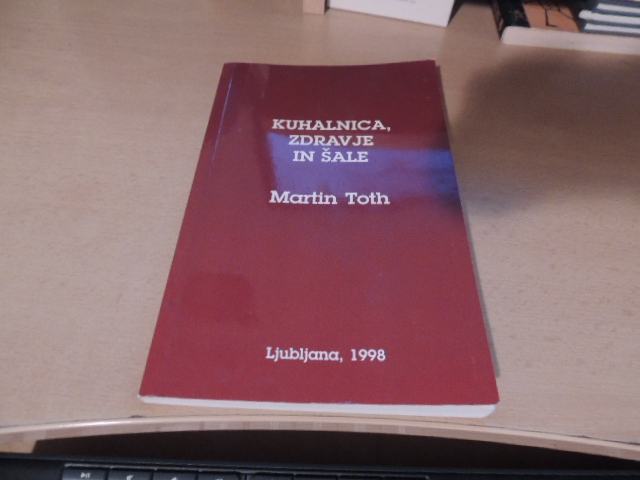 KUHALNICA,
ZDRAVJE
IN ŠALE
Martin Toth
Ljubljana, 1998